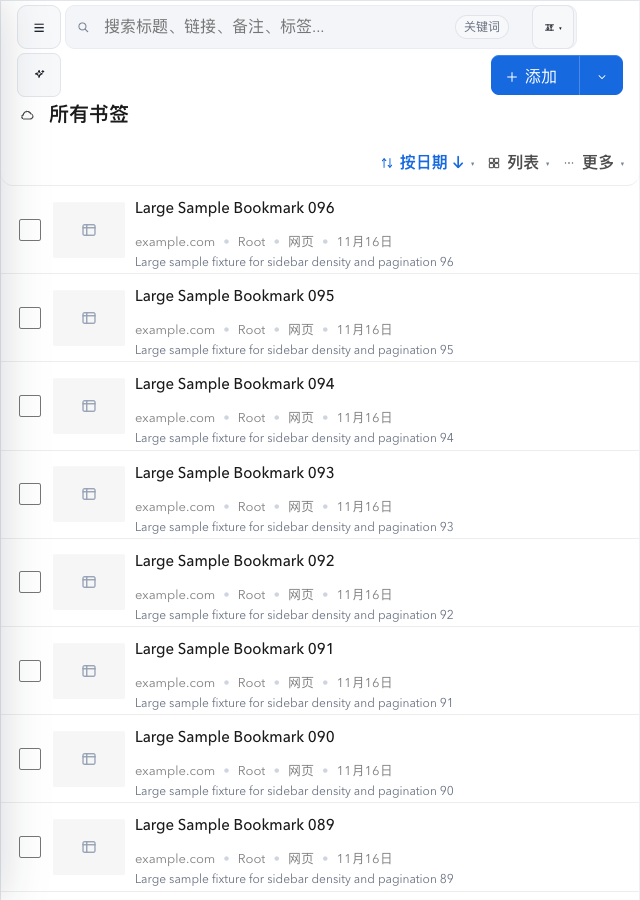 搜索标题、链接、备注、标签...
关键词
添加
所有书签
按日期
列表
更多
Large Sample Bookmark 096
example.com • Root • 网页 • 11月16日
Large sample fixture for sidebar density and pagination 96
Large Sample Bookmark 095
example.com • Root • 网页 • 11月16日
Large sample fixture for sidebar density and pagination 95
Large Sample Bookmark 094
example.com • Root • 网页 • 11月16日
Large sample fixture for sidebar density and pagination 94
Large Sample Bookmark 093
example.com • Root • 网页 • 11月16日
Large sample fixture for sidebar density and pagination 93
Large Sample Bookmark 092
example.com • Root • 网页 • 11月16日
Large sample fixture for sidebar density and pagination 92
Large Sample Bookmark 091
example.com • Root • 网页 • 11月16日
Large sample fixture for sidebar density and pagination 91
Large Sample Bookmark 090
example.com • Root • 网页 • 11月16日
Large sample fixture for sidebar density and pagination 90
Large Sample Bookmark 089
example.com • Root • 网页 • 11月16日
Large sample fixture for sidebar density and pagination 89